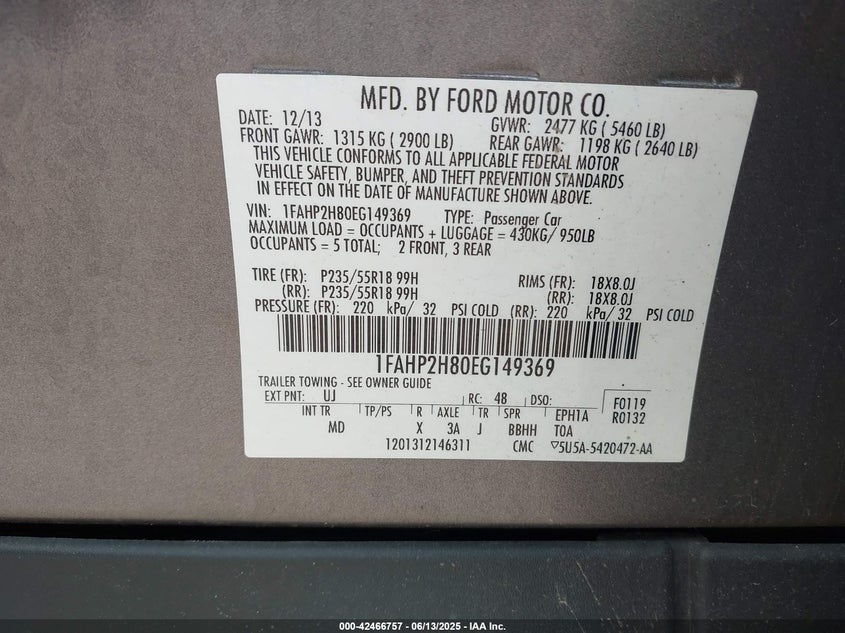 MFD. BY FORD MOTOR CO.
DATE: 12/13 GVWR: 2477 KG ( 5460 LB)
FRONT GAWR: 1315 KG ( 2900 LB) REAR GAWR: 1198 KG ( 2640 LB)
THIS VEHICLE CONFORMS TO ALL APPLICABLE FEDERAL MOTOR
VEHICLE SAFETY, BUMPER, AND THEFT PREVENTION STANDARDS
IN EFFECT ON THE DATE OF MANUFACTURE SHOWN ABOVE.
VIN: 1FAHP2H80EG149369 TYPE: Passenger Car
MAXIMUM LOAD = OCCUPANTS + LUGGAGE = 430KG/ 950LB
OCCUPANTS = 5 TOTAL; 2 FRONT, 3 REAR
TIRE (FR): P235/55R18 99H RIMS (FR): 18X8.0J
(RR): P235/55R18 99H (RR): 18X8.0J
PRESSURE (FR): 220 kPa/ 32 PSI COLD (RR): 220 kPa/ 32 PSI COLD
1FAHP2H80EG149369
TRAILER TOWING - SEE OWNER GUIDE
EXT PNT: UJ RC: 48 DSO: F0119
INT TR TP/PS R AXLE TR SPR EPH1A R0132
MD X 3A J BBHH TOA
1201312146311 CMC ▽5U5A-5420472-AA
000-42466757 - 06/13/2025 - IAA Inc.